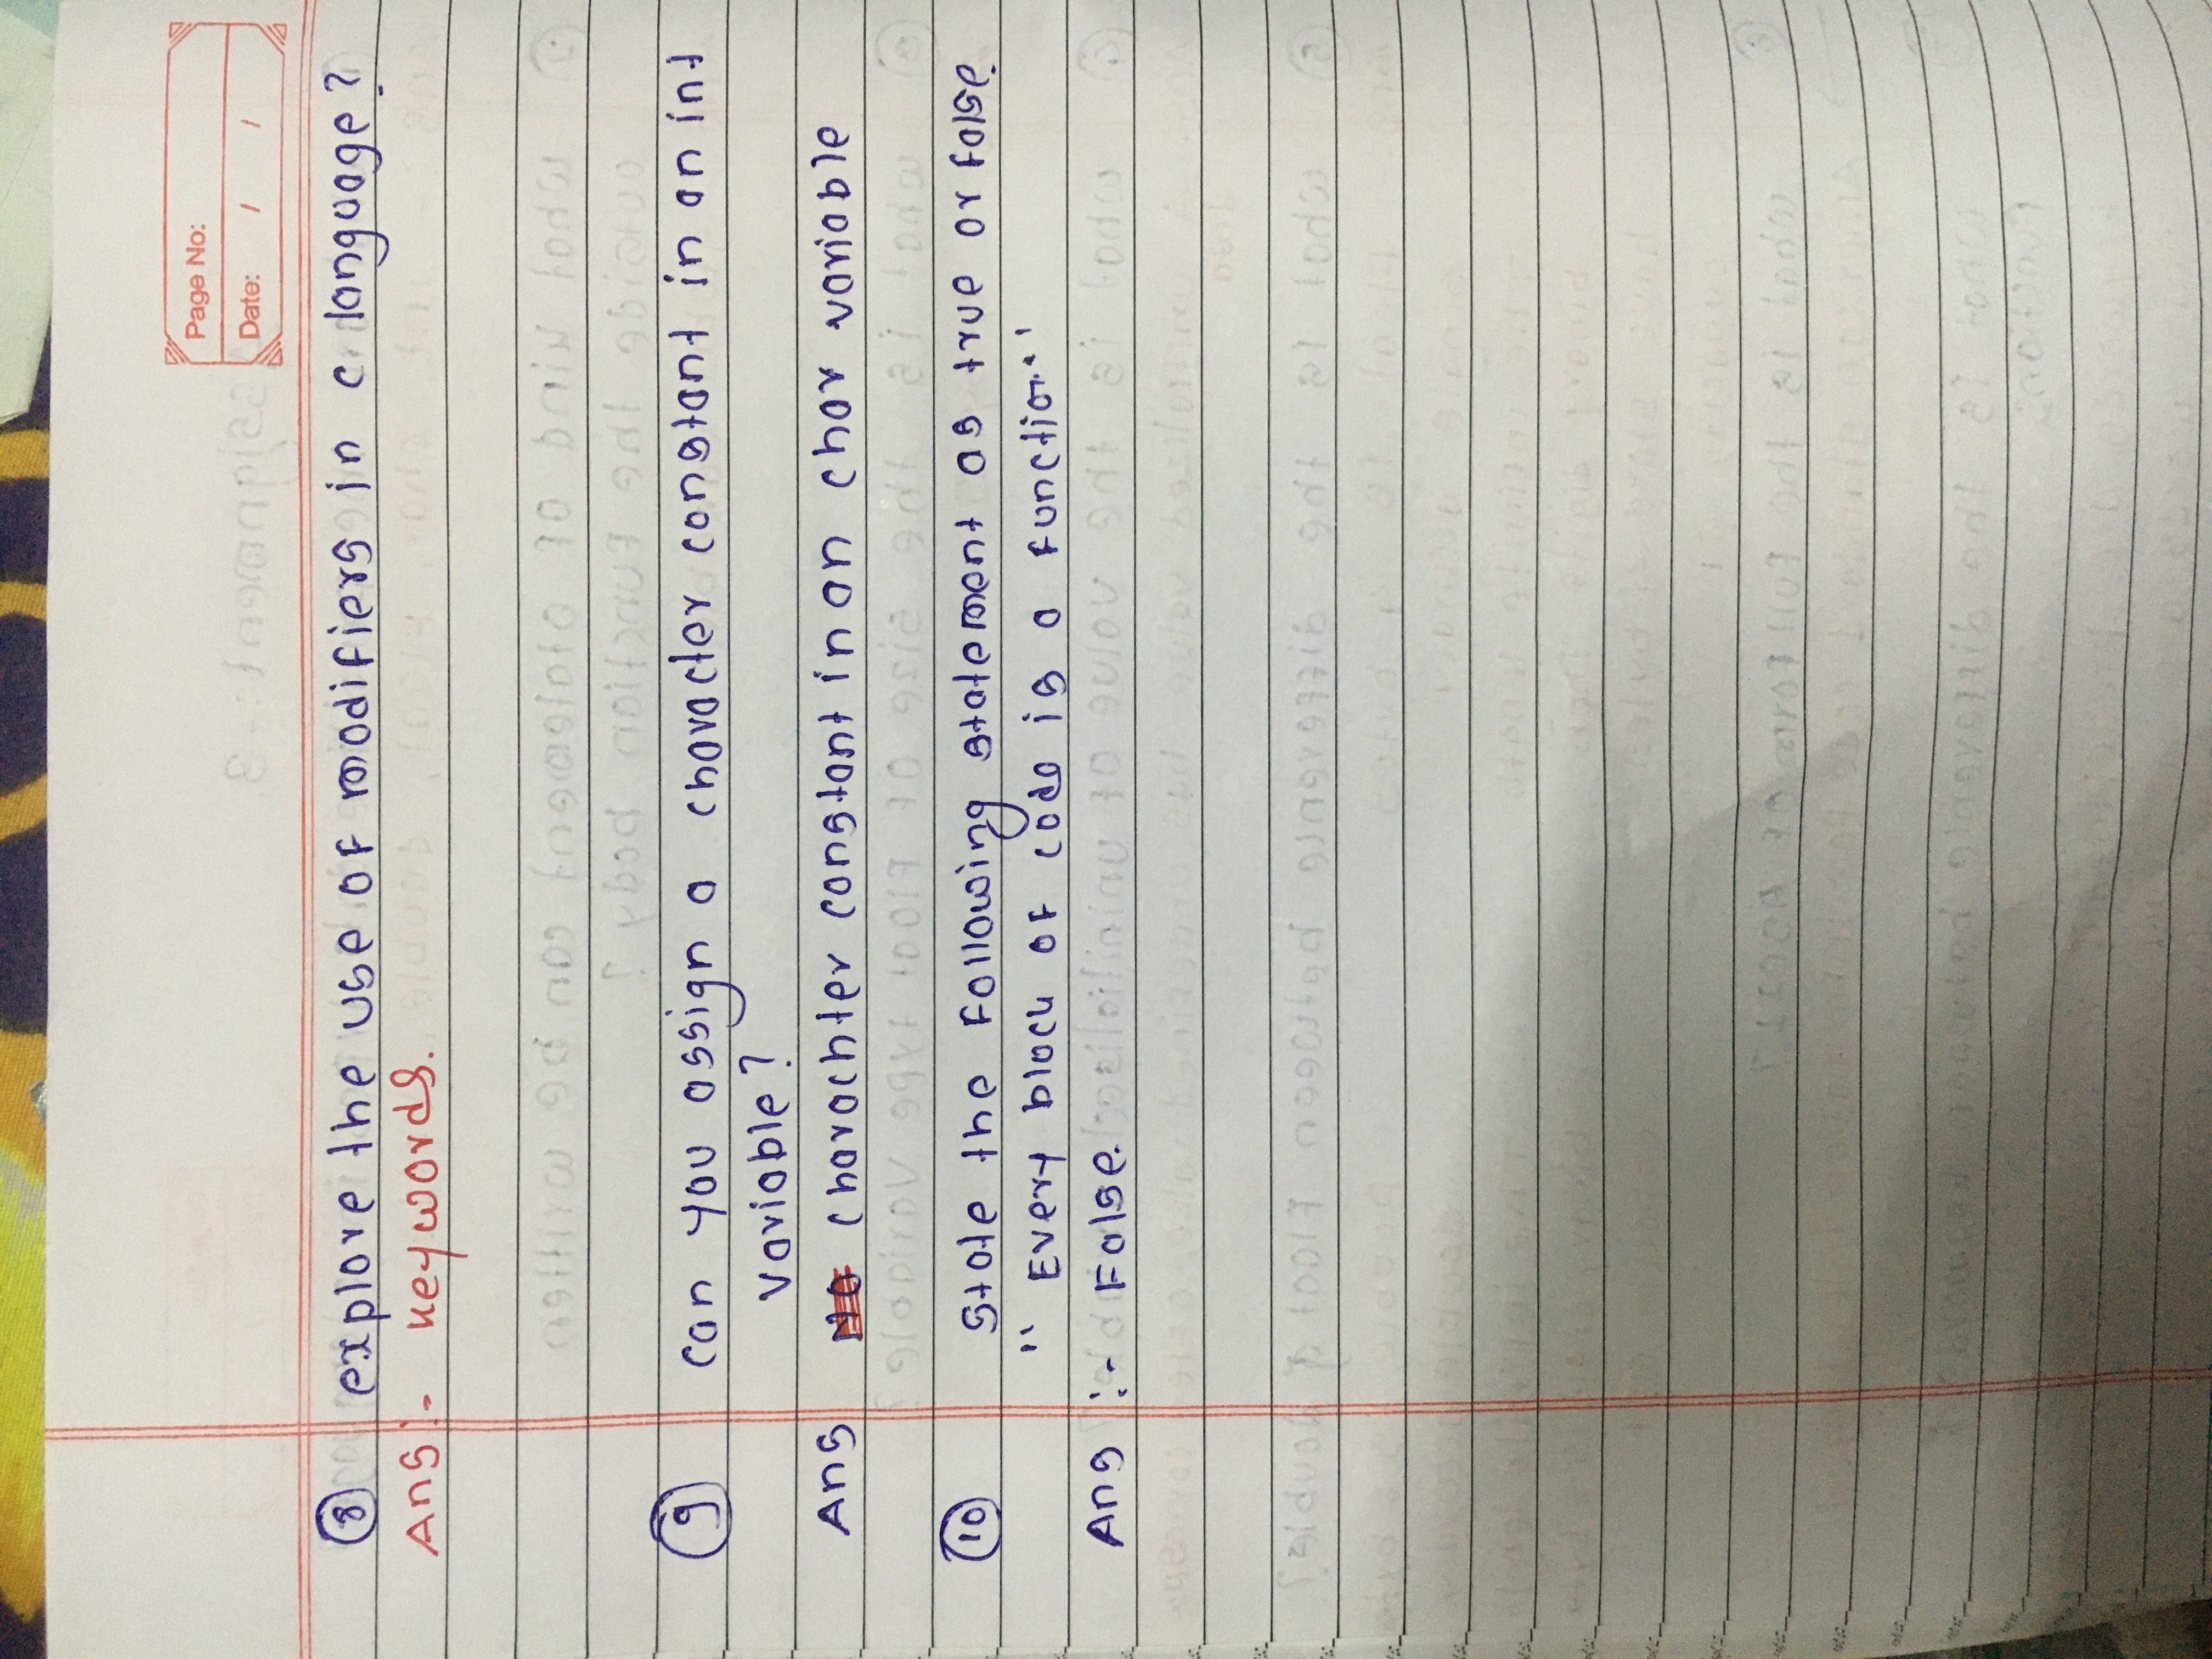 Page No:
Date: / /
⑧ explore the use of modifiers in c language?
Ans :- keywords.
⑨ can you assign a character constant in an int
variable?
Ans NO charachter constant in an char variable
⑩ State the following statement as true or false.
" Every block of code is a function."
Ans :- False.